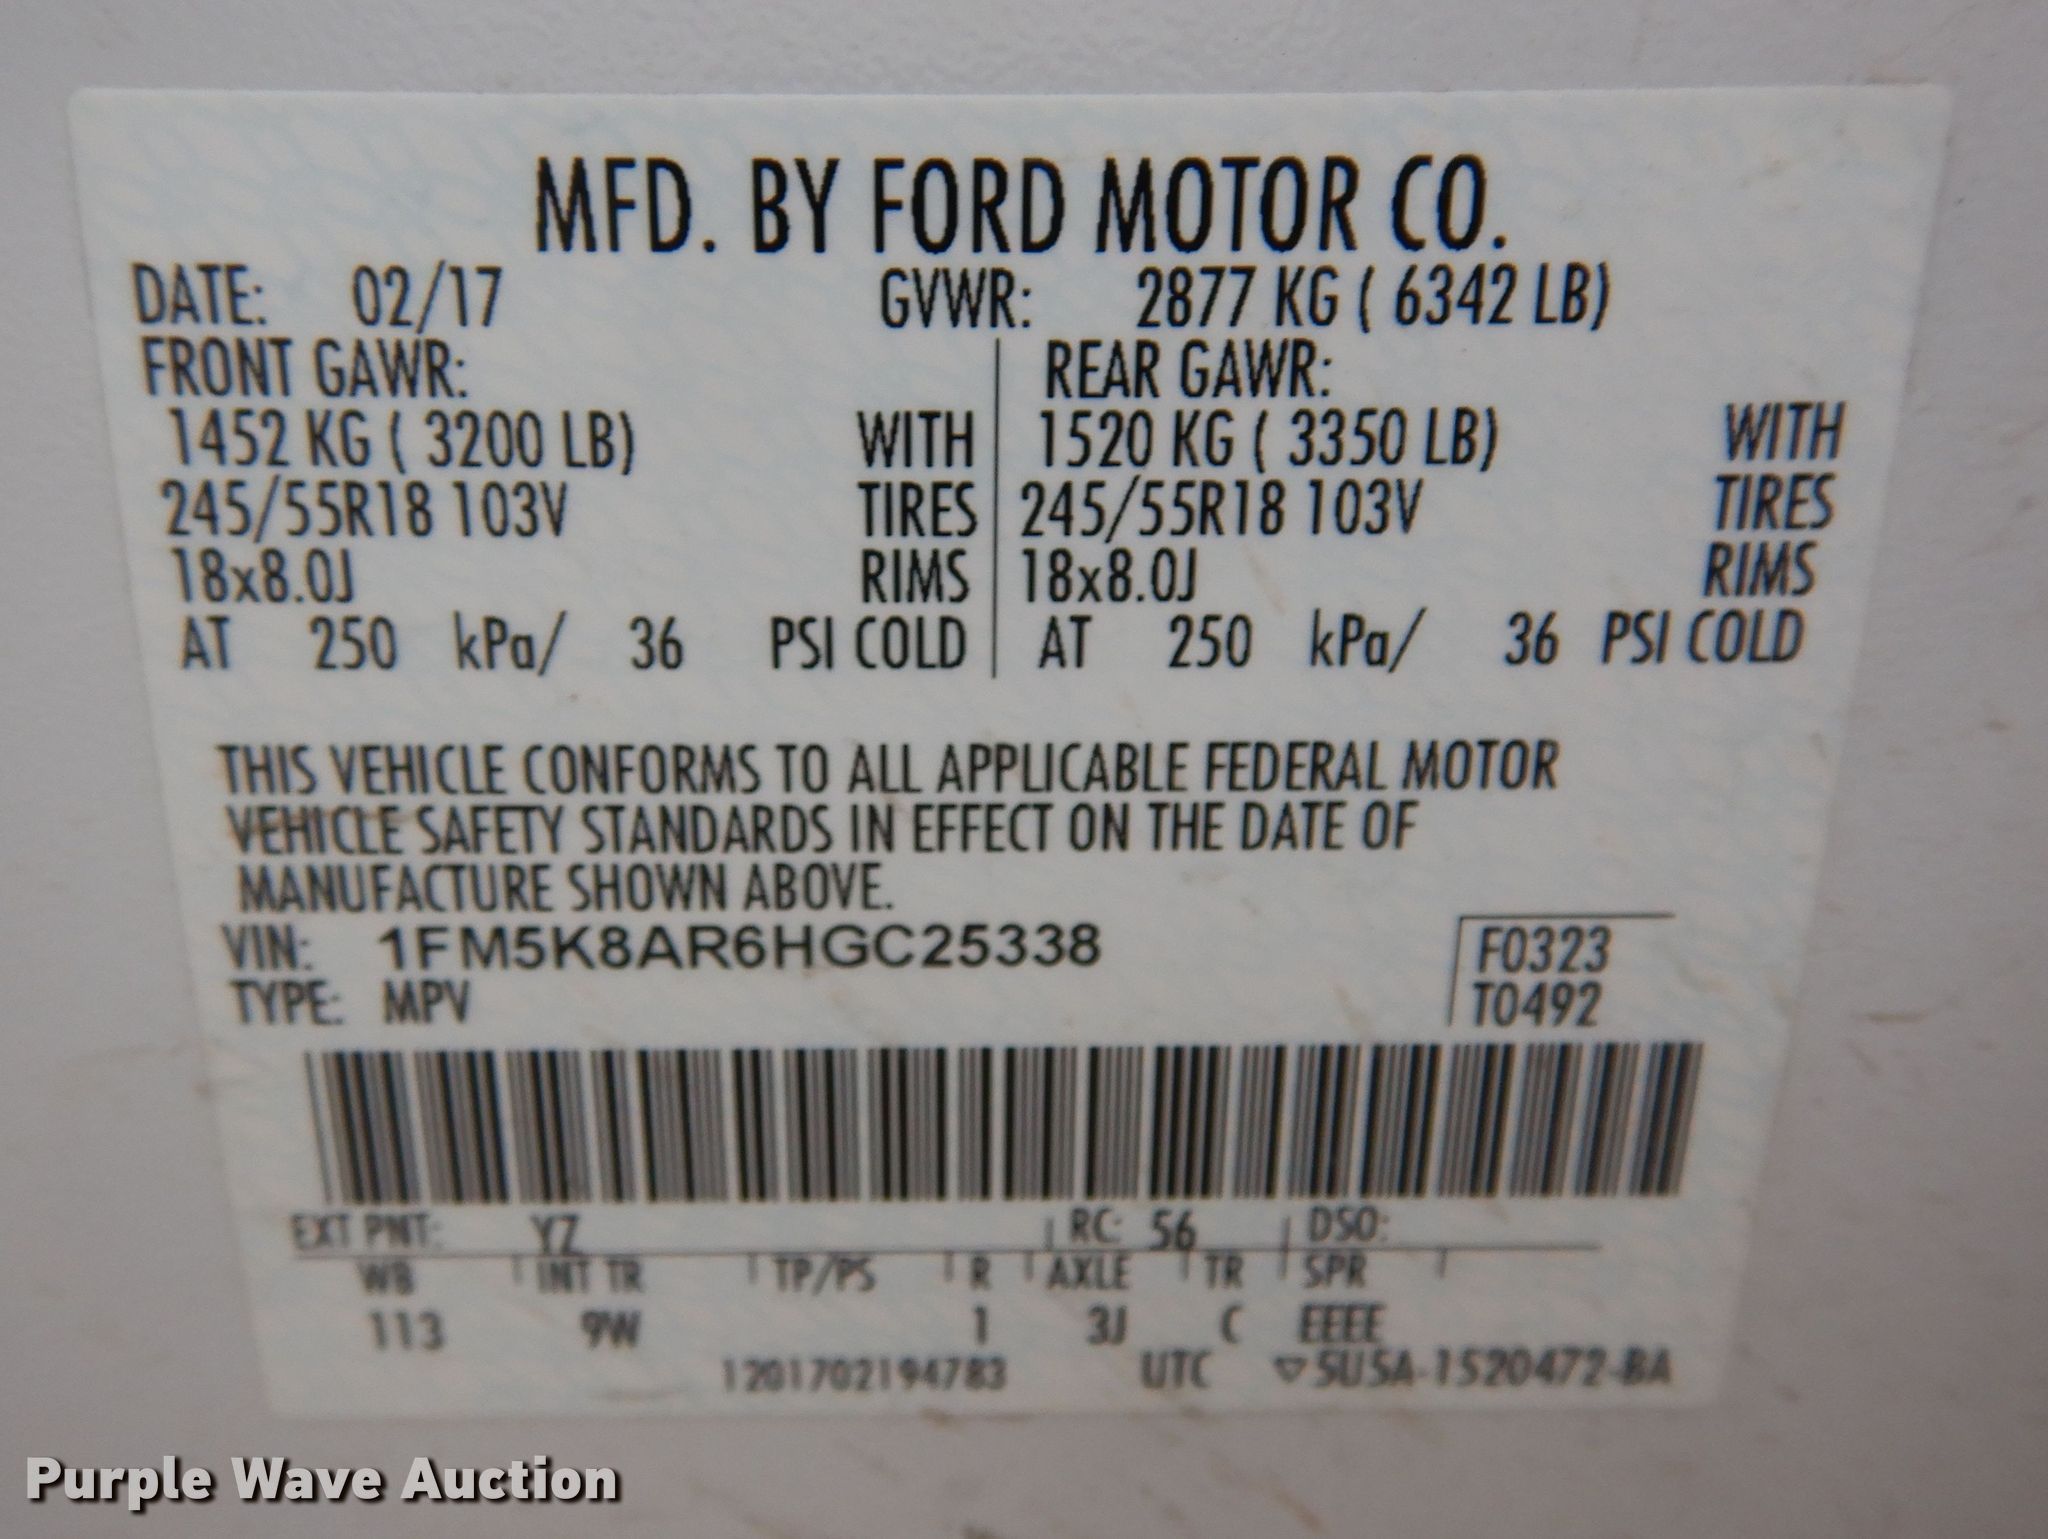 MFD. BY FORD MOTOR CO.
DATE: 02/17 GVWR: 2877 KG ( 6342 LB)
FRONT GAWR: REAR GAWR:
1452 KG ( 3200 LB) WITH 1520 KG ( 3350 LB) WITH
245/55R18 103V TIRES 245/55R18 103V TIRES
18x8.0J RIMS 18x8.0J RIMS
AT 250 kPa/ 36 PSI COLD AT 250 kPa/ 36 PSI COLD
THIS VEHICLE CONFORMS TO ALL APPLICABLE FEDERAL MOTOR
VEHICLE SAFETY STANDARDS IN EFFECT ON THE DATE OF
MANUFACTURE SHOWN ABOVE.
VIN: 1FM5K8AR6HGC25338 F0323
TYPE: MPV T0492
EXT PNT: YZ RC: 56 DSO:
WB INT TR TP/PS R AXLE TR SPR
113 9W 1 3J C EEEE
1201702194783 UTC ▽5U5A-1520472-BA
Purple Wave Auction